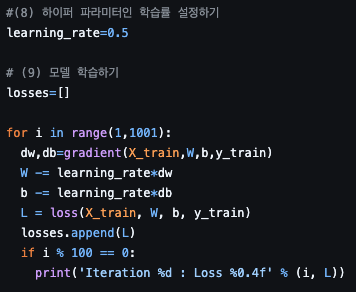 #(8) 하이퍼 파라미터인 학습률 설정하기
learning_rate=0.5
# (9) 모델 학습하기
losses=[]
for i in range(1,1001):
dw,db=gradient(X_train,W,b,y_train)
W -= learning_rate*dw
b -= learning_rate*db
L = loss(X_train, W, b, y_train)
losses.append(L)
if i % 100 == 0:
print('Iteration %d : Loss %0.4f' % (i, L))